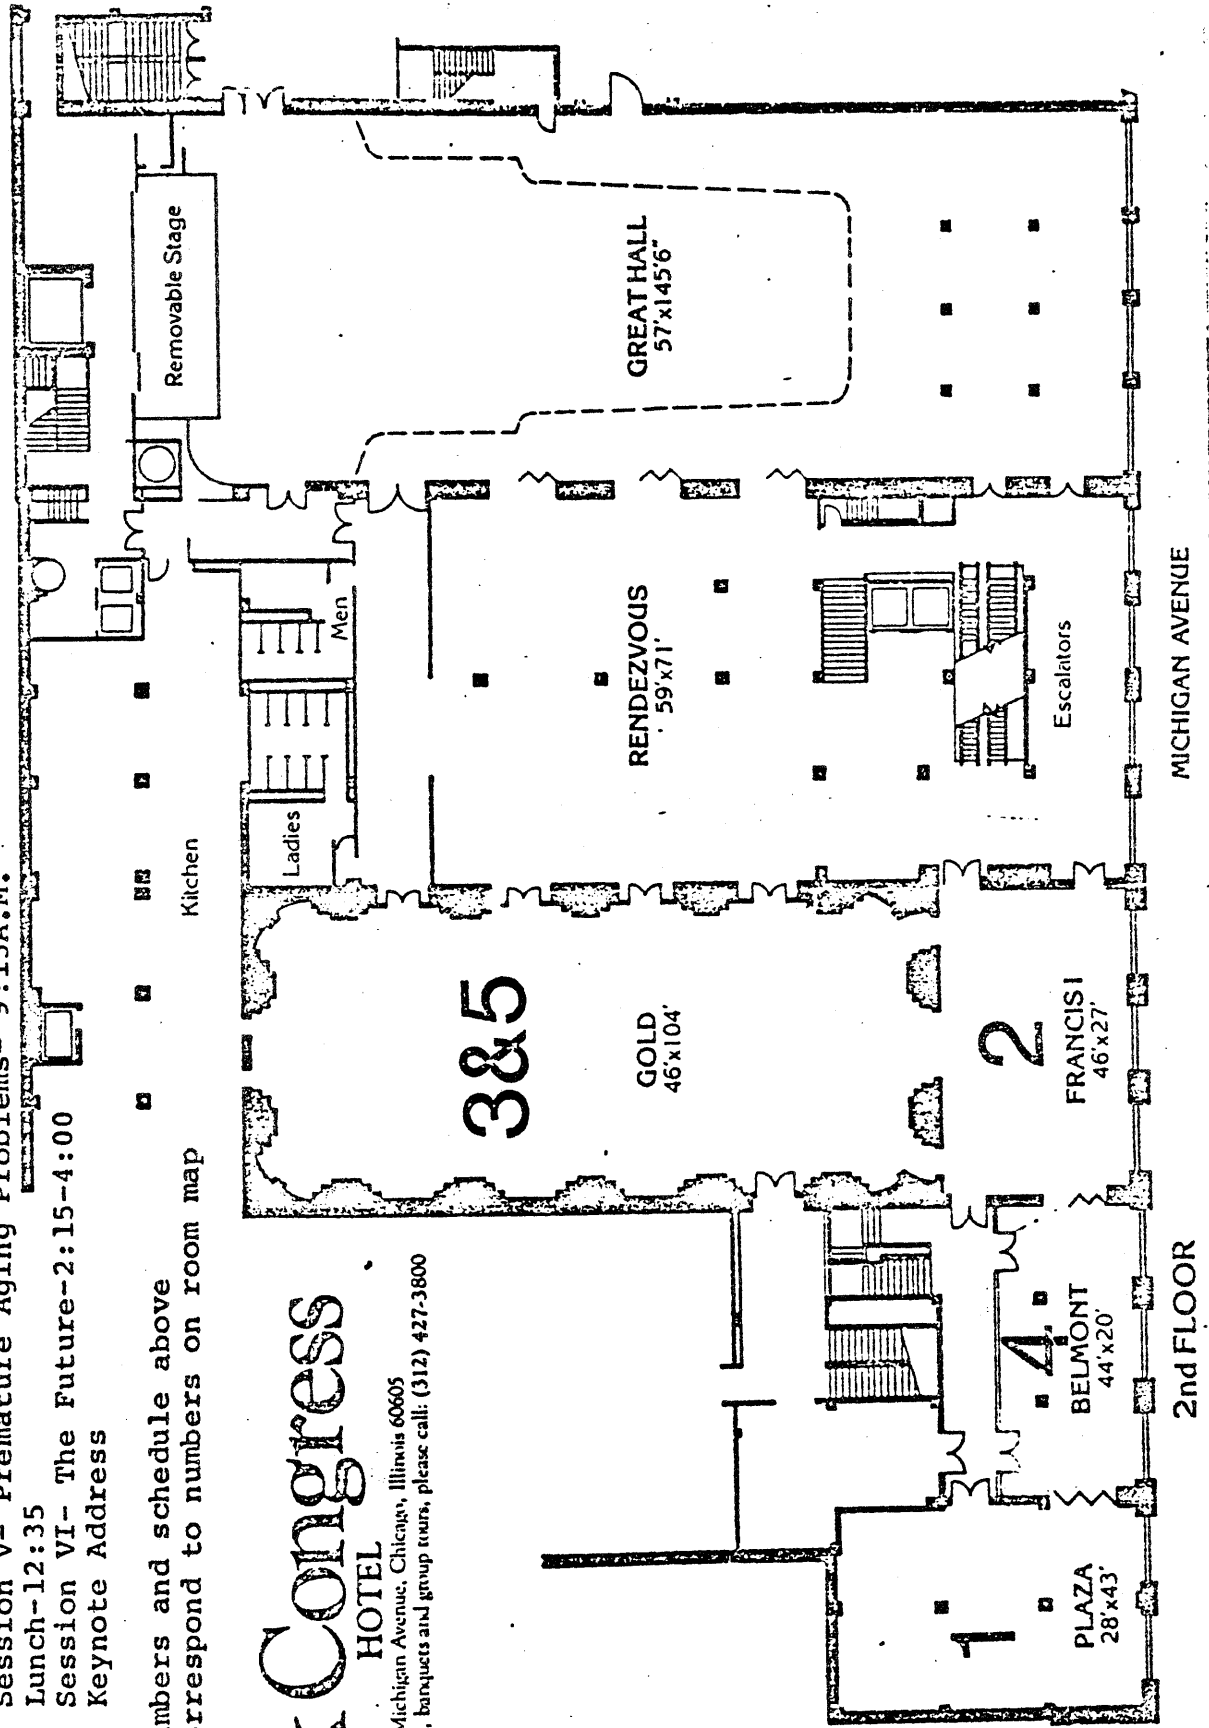 Session V- Premature Aging Problems- 9:15A.M.
Lunch-12:35
Session VI- The Future-2:15-4:00
Keynote Address
and schedule above
to numbers on room map
Congress
HOTEL
Michigan Avenue, Chicago, Illinois 60605
, banquets and group tours, please call: (312) 427-3800
Kitchen
Removable Stage
Ladies
Men
3&5
GOLD
46'x104'
RENDEZVOUS
59'x71'
GREAT HALL
57'x145'6"
Escalators
1
PLAZA
28'x43'
4
BELMONT
44'x20'
2
FRANCIS I
46'x27'
2nd FLOOR
MICHIGAN AVENUE